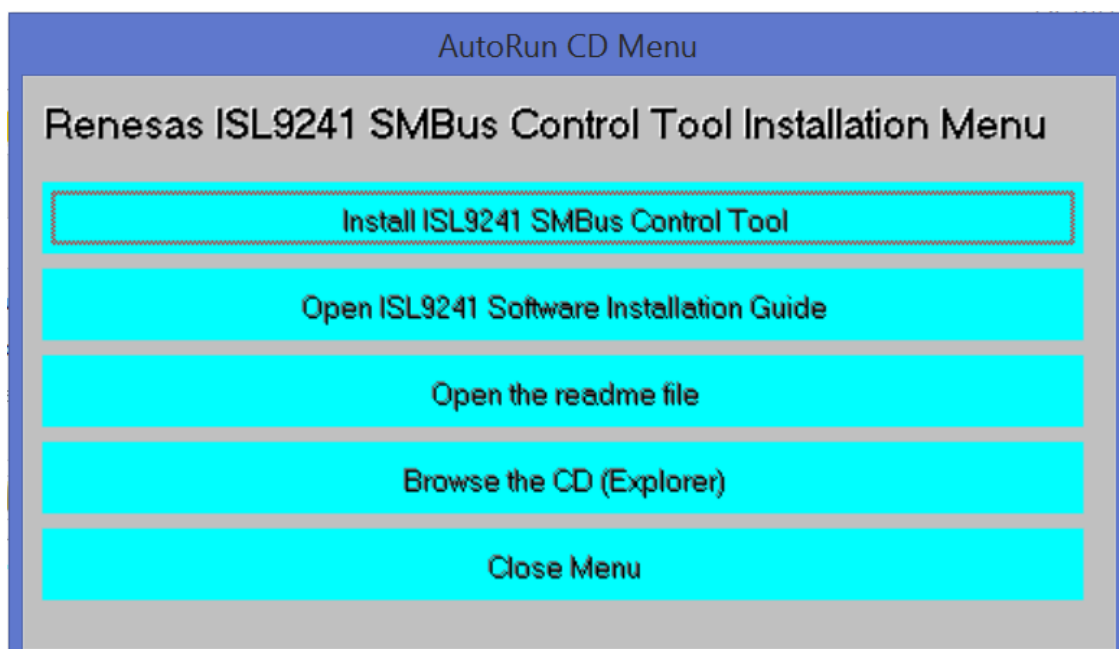 AutoRun CD Menu
Renesas ISL9241 SMBus Control Tool Installation Menu
Install ISL9241 SMBus Control Tool
Open ISL9241 Software Installation Guide
Open the readme file
Browse the CD (Explorer)
Close Menu